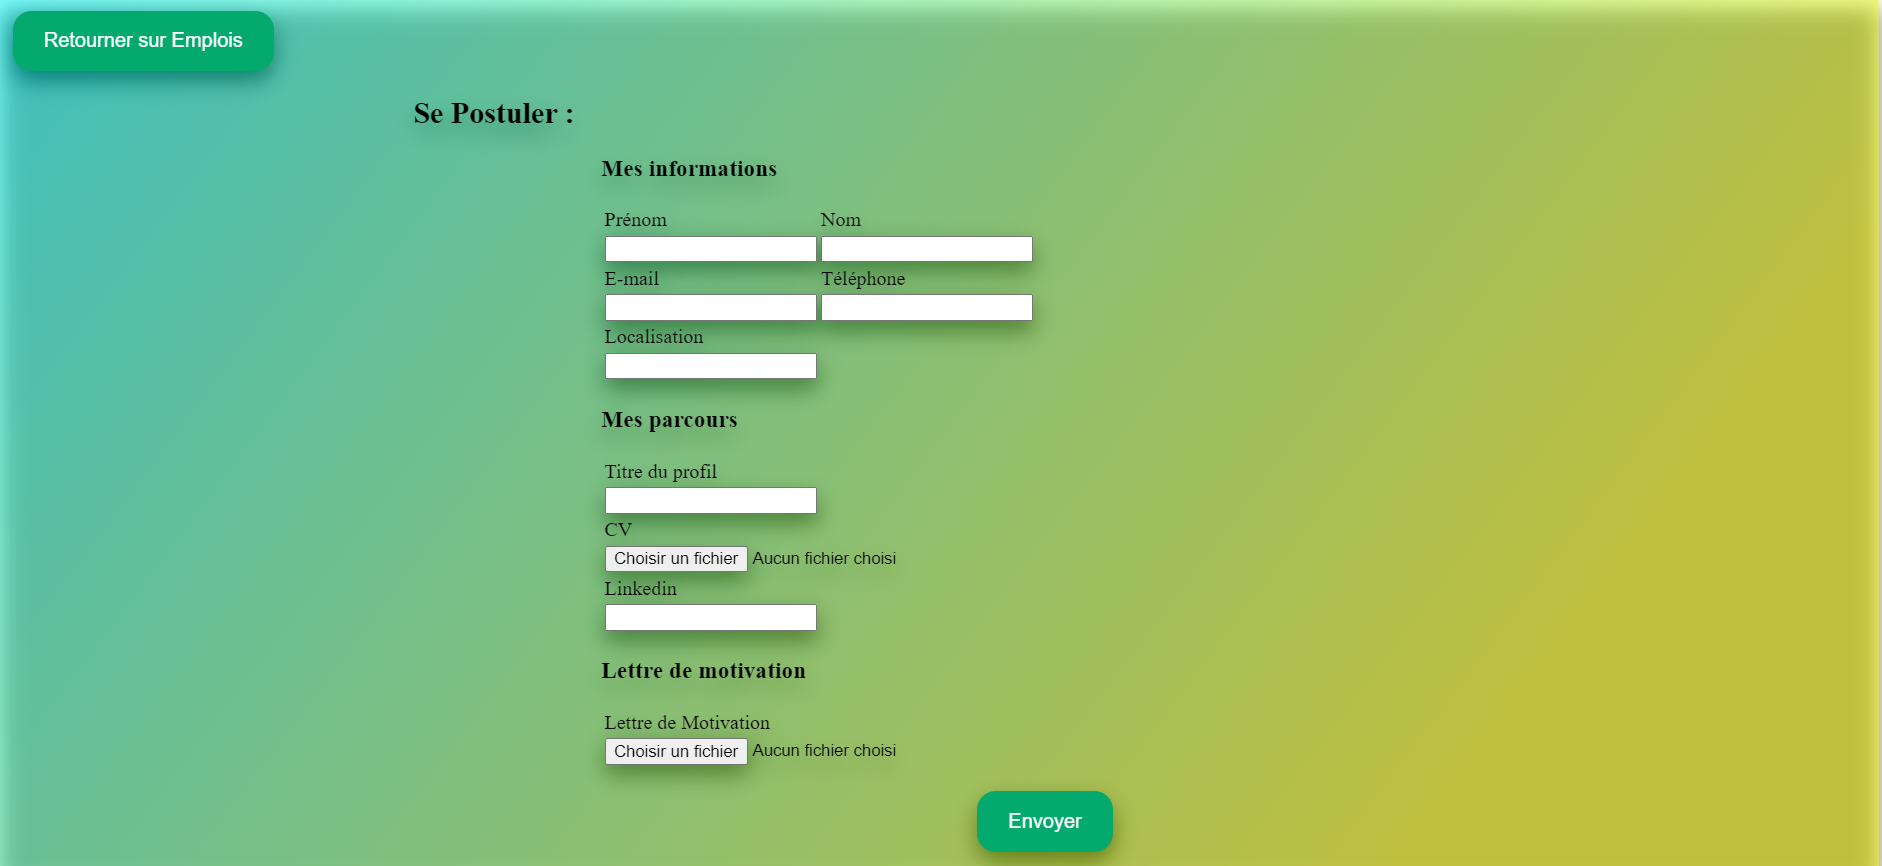 Retourner sur Emplois
Se Postuler :
Mes informations
Prénom Nom
E-mail Téléphone
Localisation
Mes parcours
Titre du profil
CV
Choisir un fichier Aucun fichier choisi
Linkedin
Lettre de motivation
Lettre de Motivation
Choisir un fichier Aucun fichier choisi
Envoyer